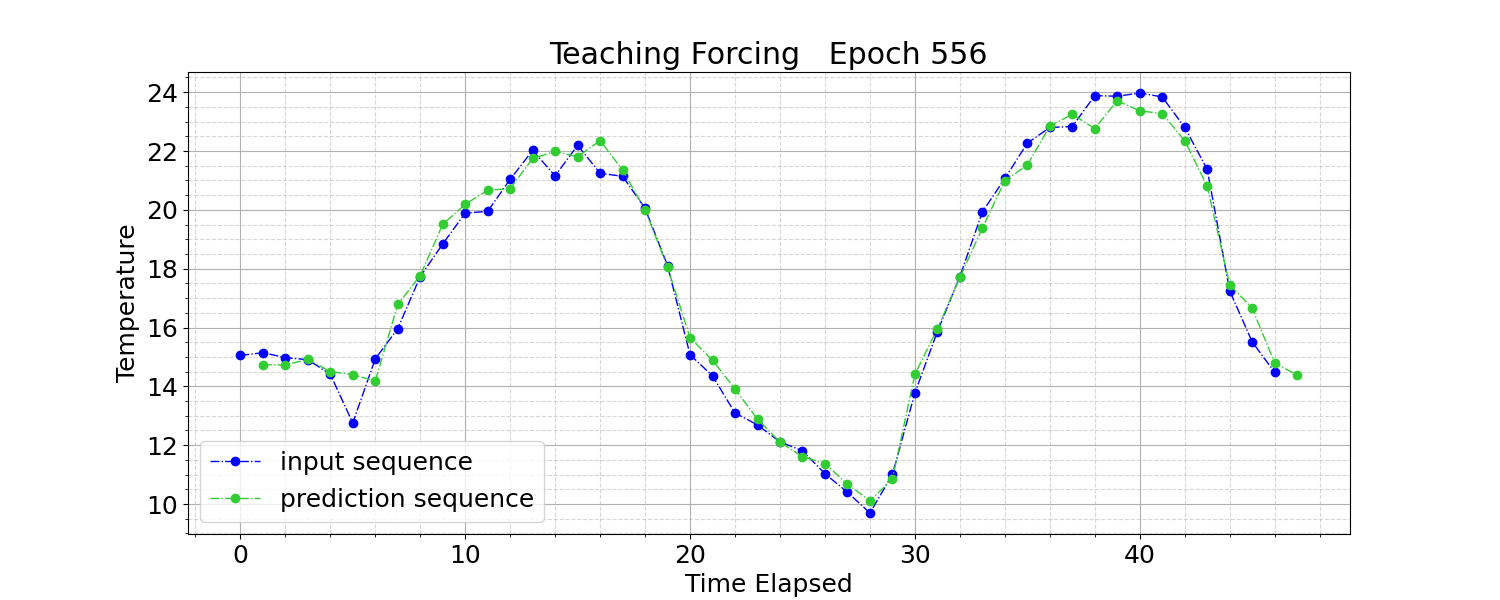 Teaching Forcing   Epoch 556
24
22
20
18
16
14
12
10
Temperature
input sequence
prediction sequence
0 10 20 30 40
Time Elapsed